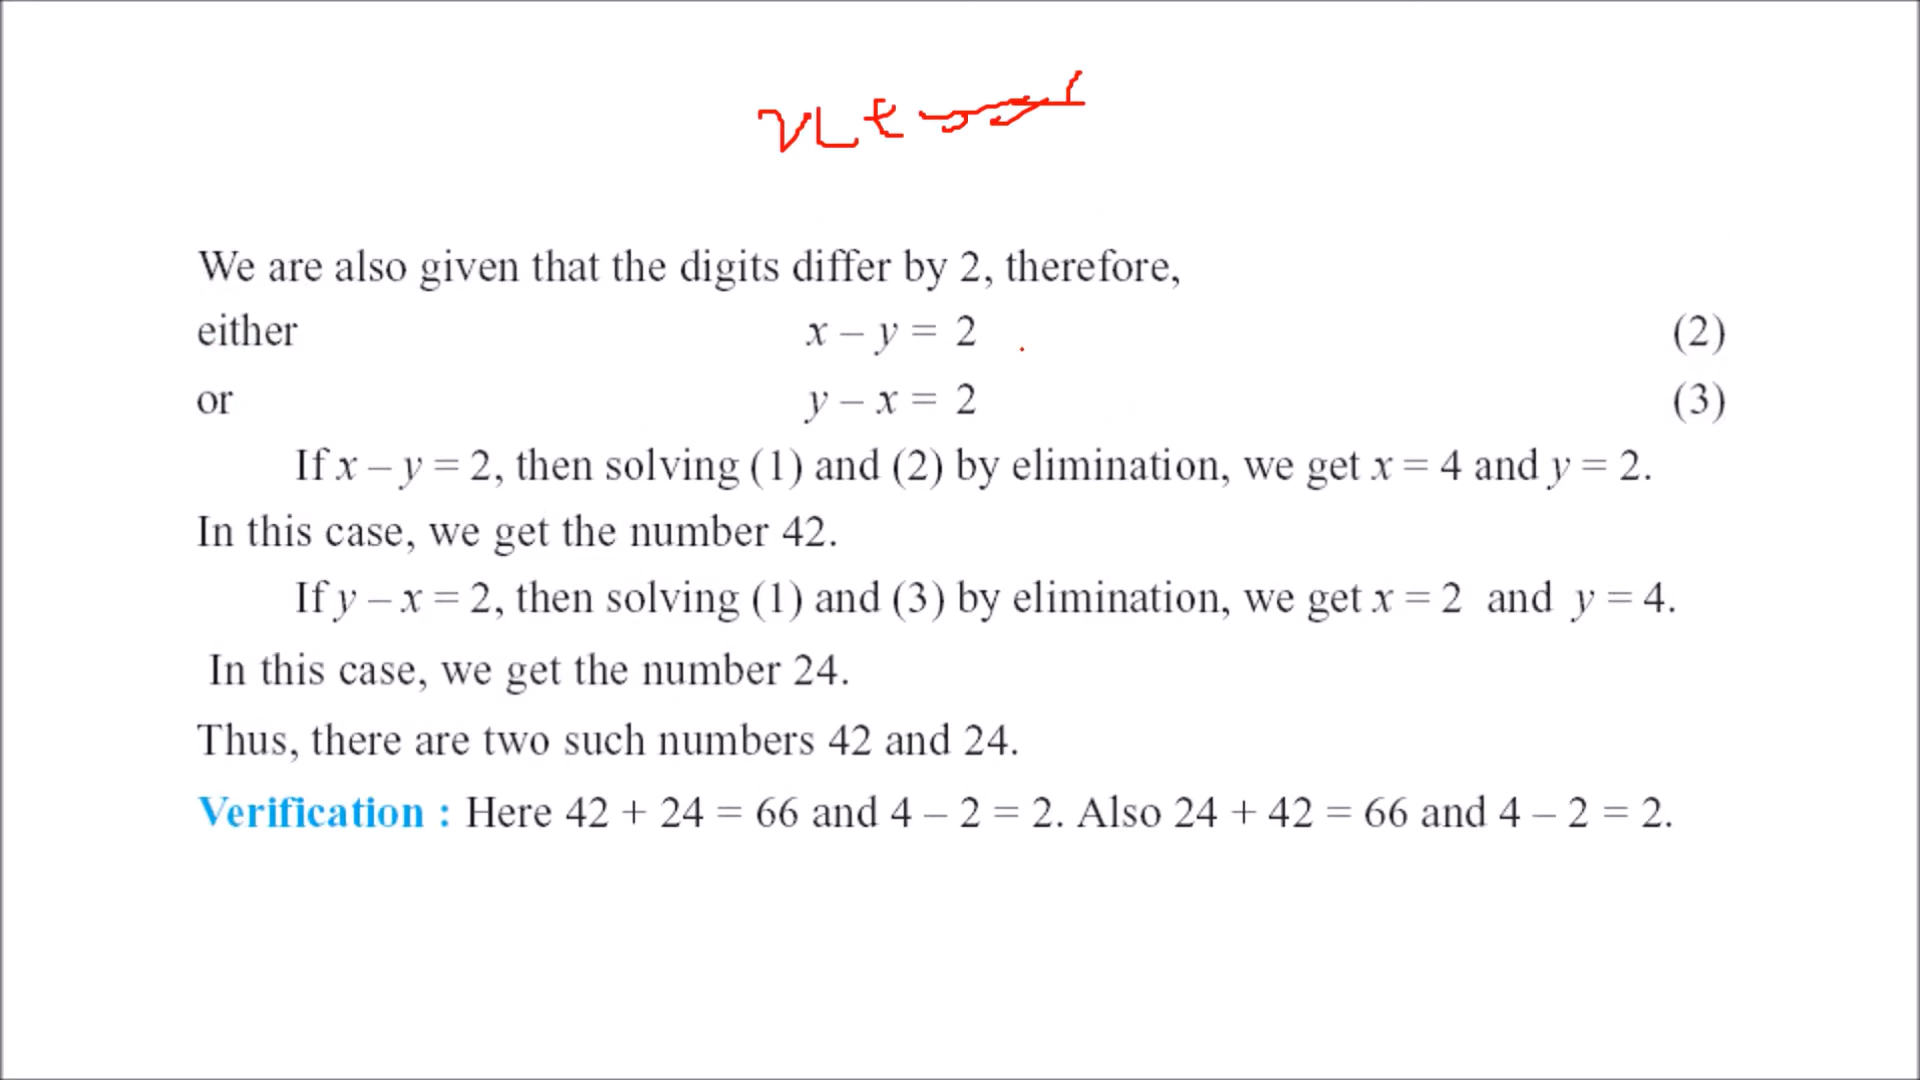 We are also given that the digits differ by 2, therefore,
either x – y = 2 (2)
or y – x = 2 (3)
If x – y = 2, then solving (1) and (2) by elimination, we get x = 4 and y = 2.
In this case, we get the number 42.
If y – x = 2, then solving (1) and (3) by elimination, we get x = 2 and y = 4.
In this case, we get the number 24.
Thus, there are two such numbers 42 and 24.
Verification : Here 42 + 24 = 66 and 4 – 2 = 2. Also 24 + 42 = 66 and 4 – 2 = 2.